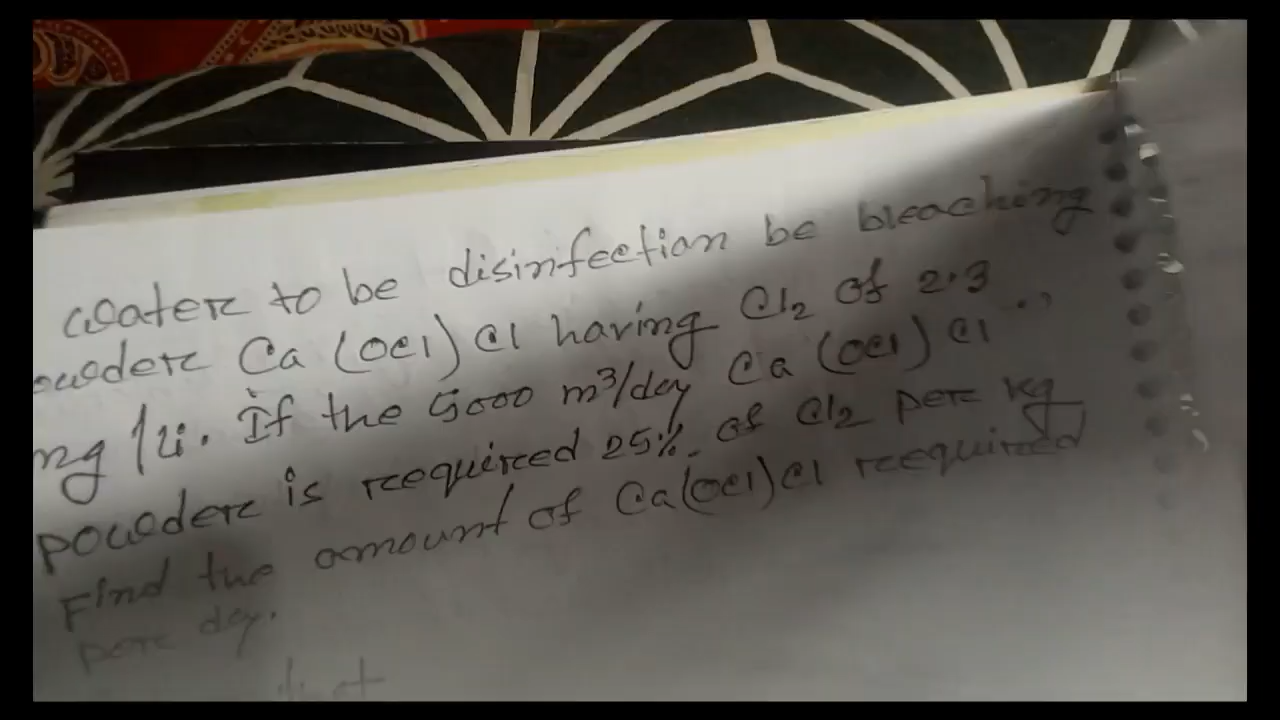 Water to be disinfection be bleaching
powder Ca (OCl) Cl having Cl2 of 2.3
mg/li. If the 5000 m³/day Ca (OCl) Cl
powder is required 25% of Cl2 per kg
Find the amount of Ca(OCl)Cl required
per day.